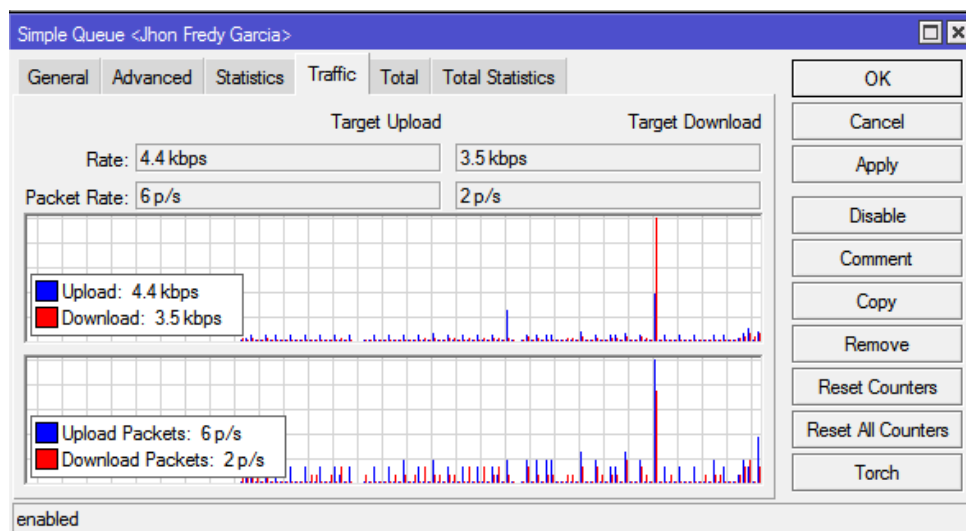 Simple Queue <Jhon Fredy Garcia>
General Advanced Statistics Traffic Total Total Statistics
Target Upload Target Download
Rate: 4.4 kbps 3.5 kbps
Packet Rate: 6 p/s 2 p/s
Upload: 4.4 kbps
Download: 3.5 kbps
Upload Packets: 6 p/s
Download Packets: 2 p/s
OK
Cancel
Apply
Disable
Comment
Copy
Remove
Reset Counters
Reset All Counters
Torch
enabled